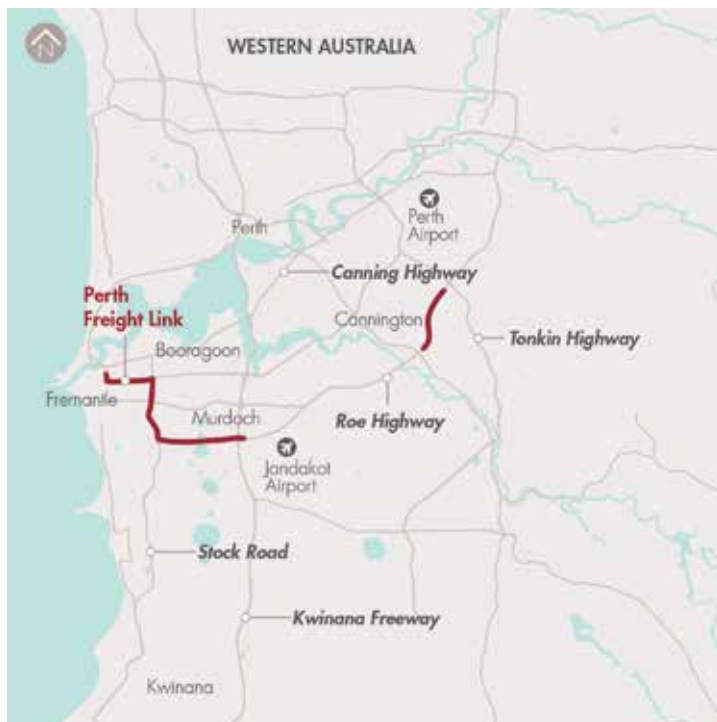 N
WESTERN AUSTRALIA
Perth
Airport
Perth
Canning Highway
Perth
Freight Link
Cannington
Tonkin Highway
Booragoon
Fremantle
Murdoch
Roe Highway
Jandakot
Airport
Stock Road
Kwinana Freeway
Kwinana